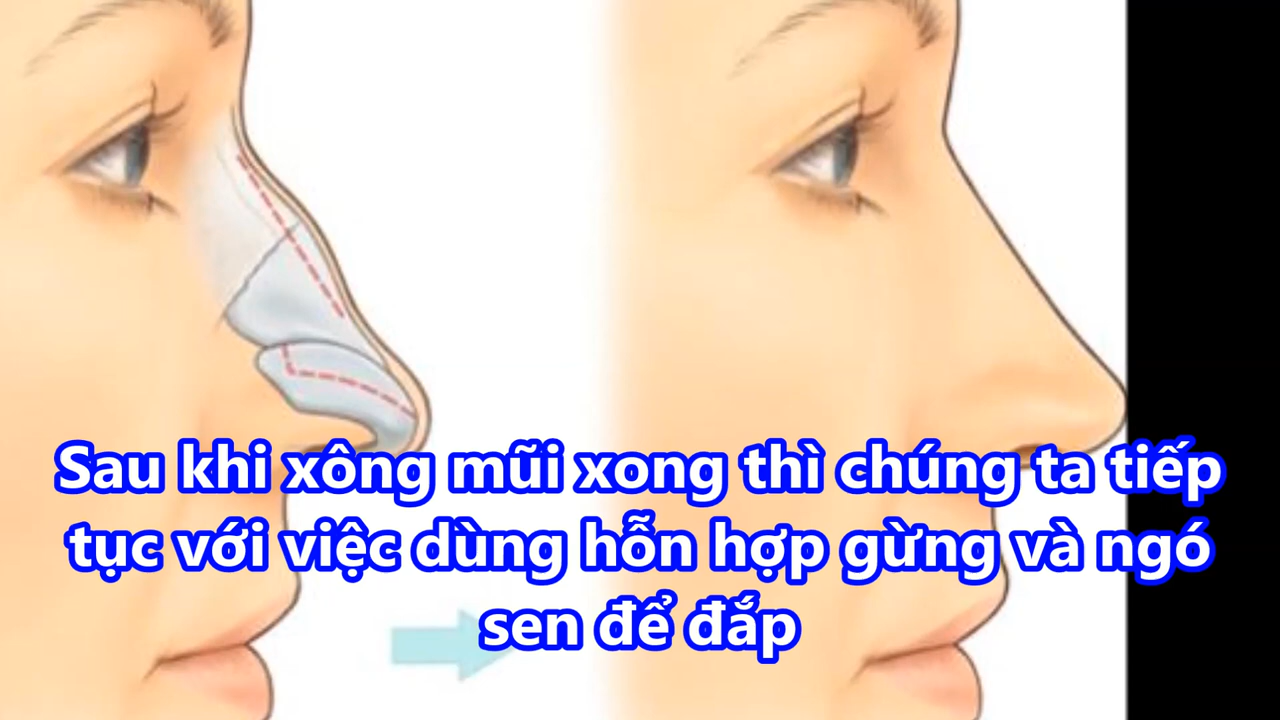 Sau khi xông mũi xong thì chúng ta tiếp
tục với việc dùng hỗn hợp gừng và ngó
sen để đắp